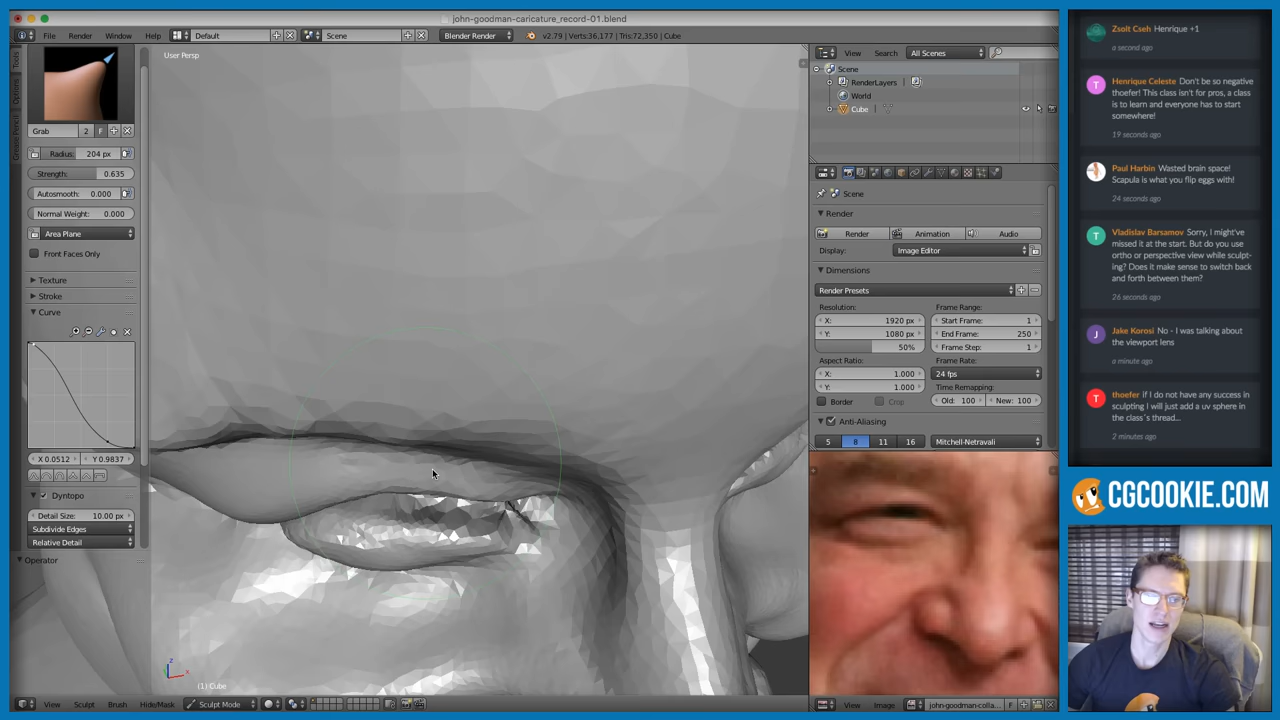 john-goodman-caricature_record-01.blend
File Render Window Help Default Scene Blender Render v2.79 | Verts:36,177 | Tris:72,350 | Cube
User Persp
Tools
Options
Grease Pencil
Grab 2 F
Radius: 204 px
Strength: 0.635
Autosmooth: 0.000
Normal Weight: 0.000
Area Plane
Front Faces Only
Texture
Stroke
Curve
X 0.0512 Y 0.9837
Dyntopo
Detail Size: 10.00 px
Subdivide Edges
Relative Detail
Operator
(1) Cube
View Sculpt Brush Hide/Mask Sculpt Mode
View Search All Scenes
Scene
RenderLayers
World
Cube
Scene
Render
Render Animation Audio
Display: Image Editor
Dimensions
Render Presets
Resolution: Frame Range:
X: 1920 px Start Frame: 1
Y: 1080 px End Frame: 250
50% Frame Step: 1
Aspect Ratio: Frame Rate:
X: 1.000 24 fps
Y: 1.000 Time Remapping:
Border Crop Old: 100 New: 100
Anti-Aliasing
5 8 11 16 Mitchell-Netravali
View Image john-goodman-colla... F
Zsolt Cseh Henrique +1
a second ago
Henrique Celeste Don't be so negative
thoefer! This class isn't for pros, a class
is to learn and everyone has to start
somewhere!
19 seconds ago
Paul Harbin Wasted brain space!
Scapula is what you flip eggs with!
24 seconds ago
Vladislav Barsamov Sorry, I might've
missed it at the start. But do you use
ortho or perspective view while sculpt-
ing? Does it make sense to switch back
and forth between them?
26 seconds ago
Jake Korosi No - I was talking about
the viewport lens
a minute ago
thoefer If I do not have any success in
sculpting I will just add a uv sphere in
the class´s thread...
2 minutes ago
T
T
J
T
CGCOOKIE.COM